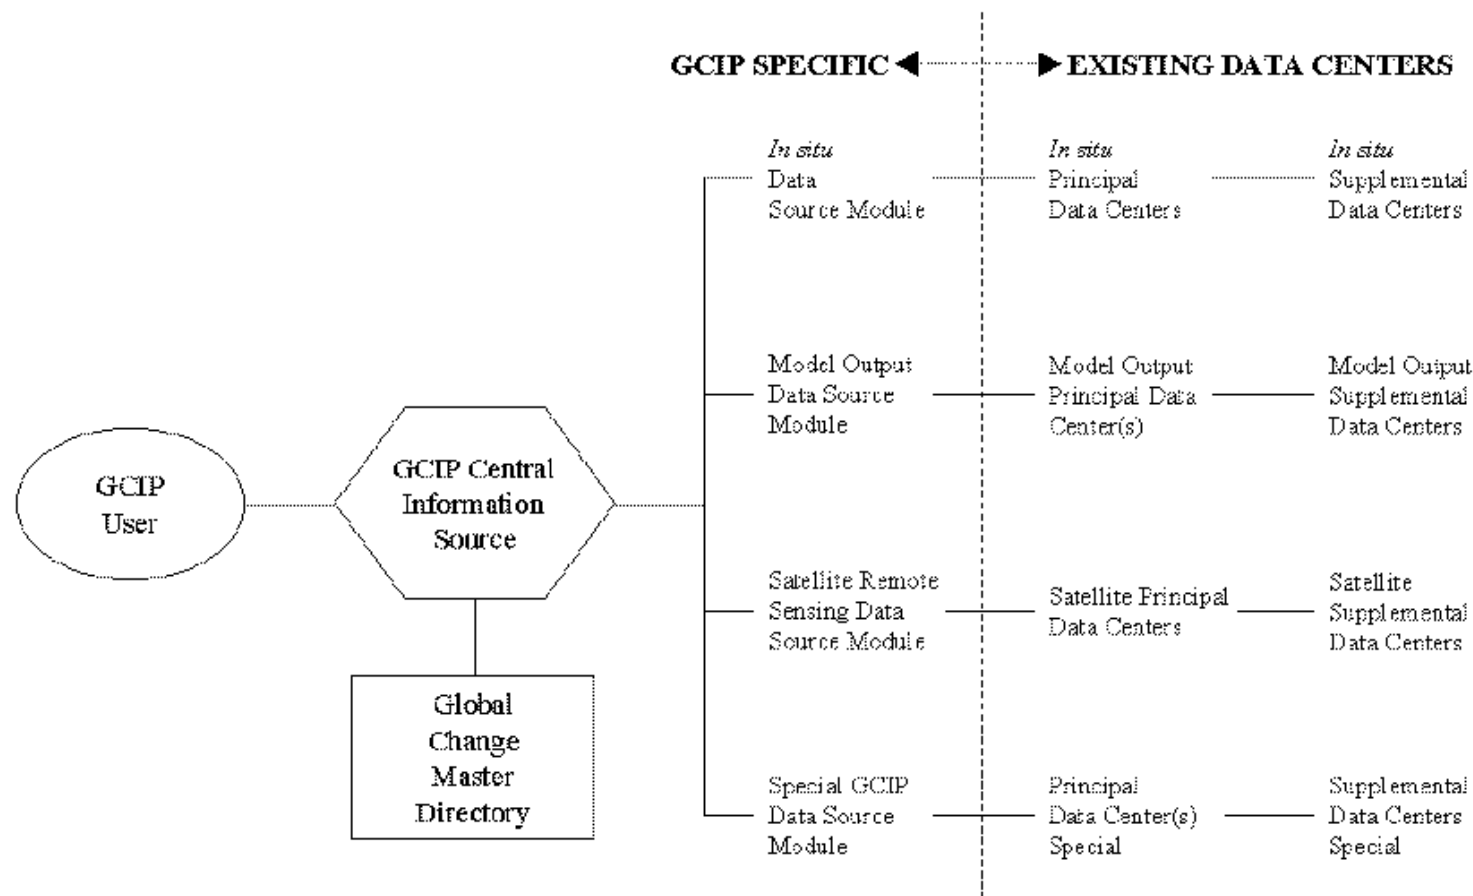 GCIP SPECIFIC
EXISTING DATA CENTERS
In situ
Data
Source Module
In situ
Principal
Data Centers
In situ
Supplemental
Data Centers
Model Output
Data Source
Module
Model Output
Principal Data
Center(s)
Model Output
Supplemental
Data Centers
GCIP
User
GCIP Central
Information
Source
Satellite Remote
Sensing Data
Source Module
Satellite Principal
Data Centers
Satellite
Supplemental
Data Centers
Global
Change
Master
Directory
Special GCIP
Data Source
Module
Principal
Data Center(s)
Special
Supplemental
Data Centers
Special